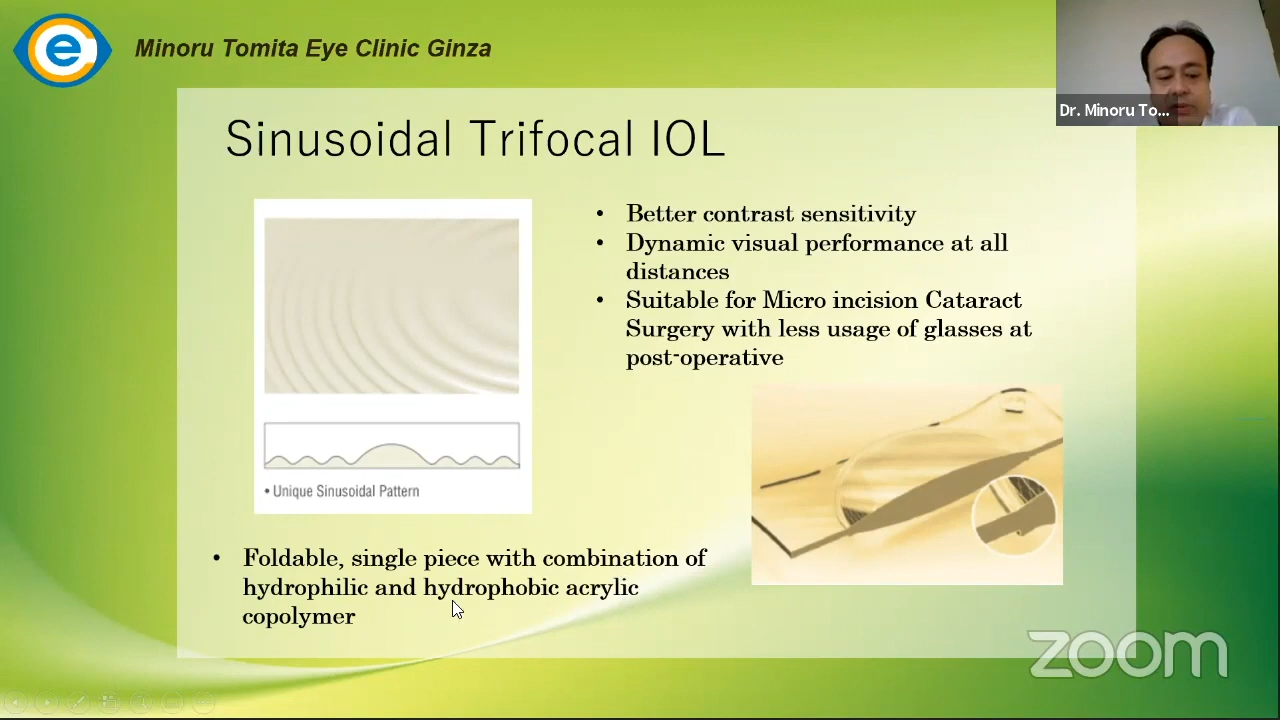 e
Minoru Tomita Eye Clinic Ginza
Dr. Minoru To...
Sinusoidal Trifocal IOL
• Better contrast sensitivity
• Dynamic visual performance at all
distances
• Suitable for Micro incision Cataract
Surgery with less usage of glasses at
post-operative
• Unique Sinusoidal Pattern
• Foldable, single piece with combination of
hydrophilic and hydrophobic acrylic
copolymer
zoom